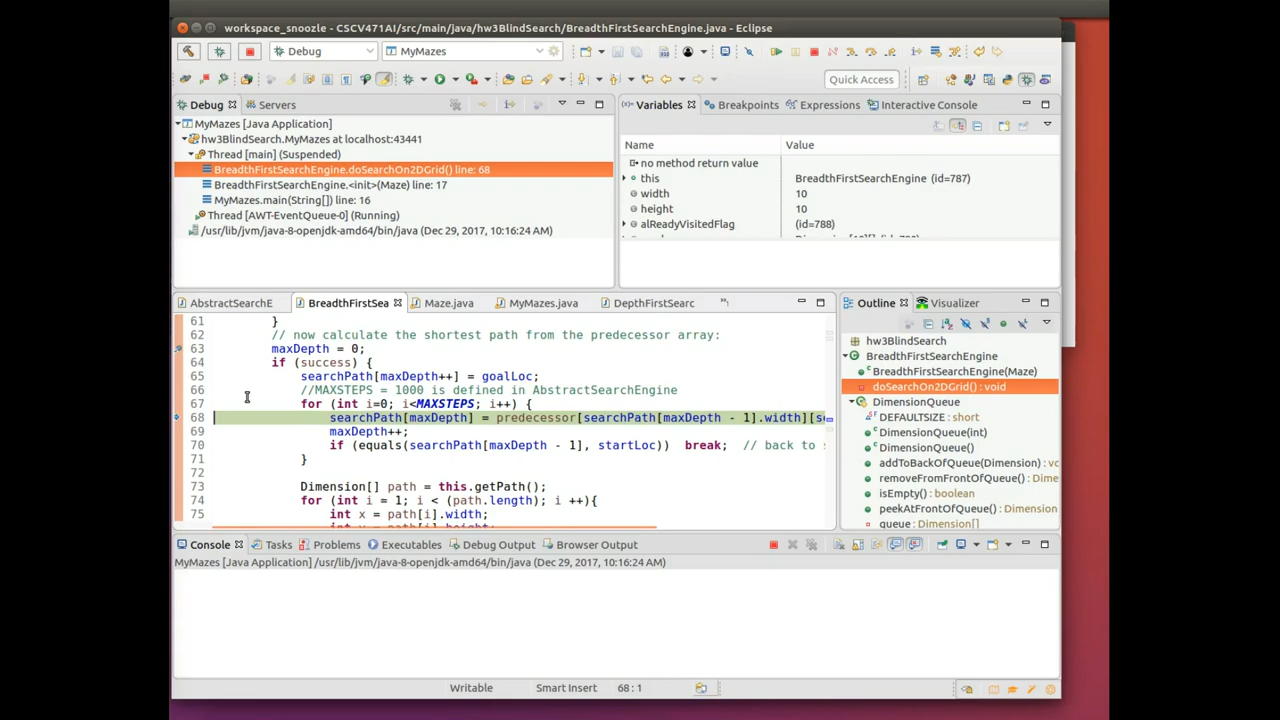 workspace_snoozle - CSCV471AI/src/main/java/hw3BlindSearch/BreadthFirstSearchEngine.java - Eclipse
Debug
MyMazes
Quick Access
Debug
Servers
MyMazes [Java Application]
hw3BlindSearch.MyMazes at localhost:43441
Thread [main] (Suspended)
BreadthFirstSearchEngine.doSearchOn2DGrid() line: 68
BreadthFirstSearchEngine.<init>(Maze) line: 17
MyMazes.main(String[]) line: 16
Thread [AWT-EventQueue-0] (Running)
/usr/lib/jvm/java-8-openjdk-amd64/bin/java (Dec 29, 2017, 10:16:24 AM)
(x)= Variables
Breakpoints
Expressions
Interactive Console
Name Value
no method return value
this BreadthFirstSearchEngine (id=787)
width 10
height 10
alReadyVisitedFlag (id=788)
AbstractSearchE
BreadthFirstSea
Maze.java
MyMazes.java
DepthFirstSearc
61 }
62 // now calculate the shortest path from the predecessor array:
63 maxDepth = 0;
64 if (success) {
65 searchPath[maxDepth++] = goalLoc;
66 //MAXSTEPS = 1000 is defined in AbstractSearchEngine
67 for (int i=0; i<MAXSTEPS; i++) {
68 searchPath[maxDepth] = predecessor[searchPath[maxDepth - 1].width][s
69 maxDepth++;
70 if (equals(searchPath[maxDepth - 1], startLoc)) break; // back to
71 }
72
73 Dimension[] path = this.getPath();
74 for (int i = 1; i < (path.length); i ++){
75 int x = path[i].width;
Outline
Visualizer
hw3BlindSearch
BreadthFirstSearchEngine
BreadthFirstSearchEngine(Maze)
doSearchOn2DGrid() : void
DimensionQueue
DEFAULTSIZE : short
DimensionQueue(int)
DimensionQueue()
addToBackOfQueue(Dimension) : vc
removeFromFrontOfQueue() : Dime
isEmpty() : boolean
peekAtFrontOfQueue() : Dimension
queue : Dimension[]
Console
Tasks
Problems
Executables
Debug Output
Browser Output
MyMazes [Java Application] /usr/lib/jvm/java-8-openjdk-amd64/bin/java (Dec 29, 2017, 10:16:24 AM)
Writable
Smart Insert
68 : 1